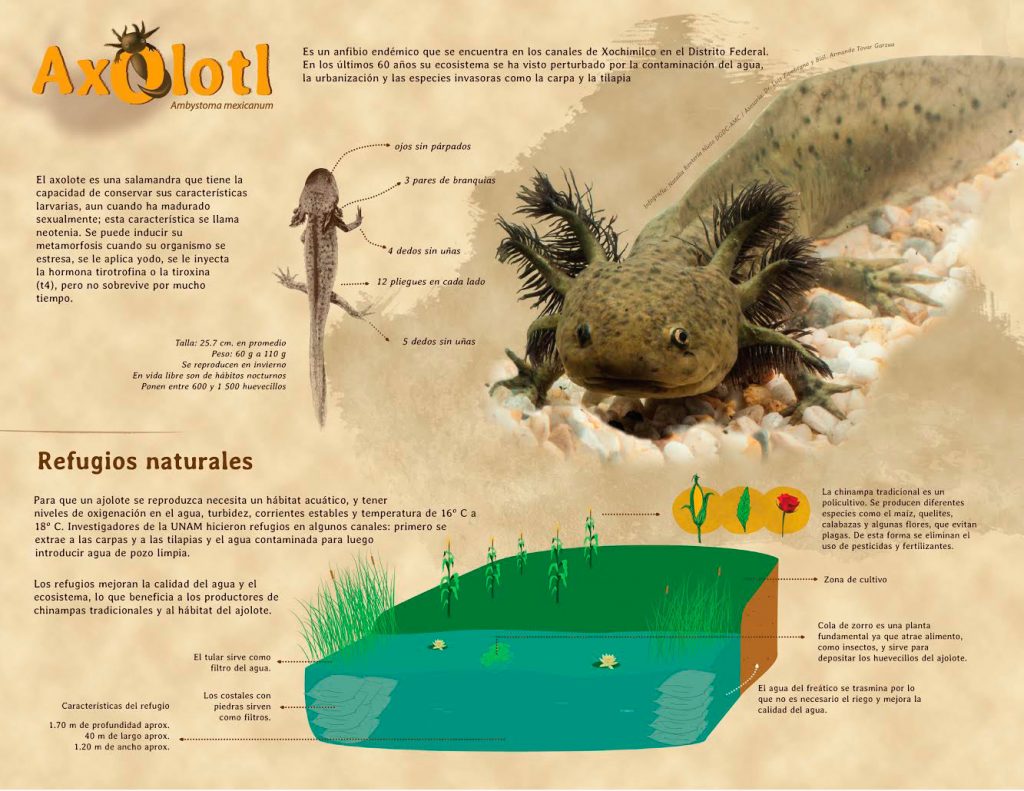 Axolotl
Ambystoma mexicanum
Es un anfibio endémico que se encuentra en los canales de Xochimilco en el Distrito Federal.
En los últimos 60 años su ecosistema se ha visto perturbado por la contaminación del agua,
la urbanización y las especies invasoras como la carpa y la tilapia
El axolote es una salamandra que tiene la
capacidad de conservar sus características
larvarias, aun cuando ha madurado
sexualmente; esta característica se llama
neotenia. Se puede inducir su
metamorfosis cuando su organismo se
estresa, se le aplica yodo, se le inyecta
la hormona tirotrofina o la tiroxina
(t4), pero no sobrevive por mucho
tiempo.
ojos sin párpados
3 pares de branquias
4 dedos sin uñas
12 pliegues en cada lado
5 dedos sin uñas
Talla: 25.7 cm. en promedio
Peso: 60 g a 110 g
Se reproducen en invierno
En vida libre son de hábitos nocturnos
Ponen entre 600 y 1 500 huevecillos
Infografía: Natalia Rentería Nieto DGDC-AMC / Asesoría: Dr. Luis Zambrano y Biol. Armando Tovar Garzaa
Refugios naturales
Para que un ajolote se reproduzca necesita un hábitat acuático, y tener
niveles de oxigenación en el agua, turbidez, corrientes estables y temperatura de 16º C a
18º C. Investigadores de la UNAM hicieron refugios en algunos canales: primero se
extrae a las carpas y a las tilapias y el agua contaminada para luego
introducir agua de pozo limpia.
Los refugios mejoran la calidad del agua y el
ecosistema, lo que beneficia a los productores de
chinampas tradicionales y al hábitat del ajolote.
La chinampa tradicional es un
policultivo. Se producen diferentes
especies como el maíz, quelites,
calabazas y algunas flores, que evitan
plagas. De esta forma se eliminan el
uso de pesticidas y fertilizantes.
Zona de cultivo
Cola de zorro es una planta
fundamental ya que atrae alimento,
como insectos, y sirve para
depositar los huevecillos del ajolote.
El agua del freático se trasmina por lo
que no es necesario el riego y mejora la
calidad del agua.
El tular sirve como
filtro del agua.
Los costales con
piedras sirven
como filtros.
Características del refugio
1.70 m de profundidad aprox.
40 m de largo aprox.
1.20 m de ancho aprox.